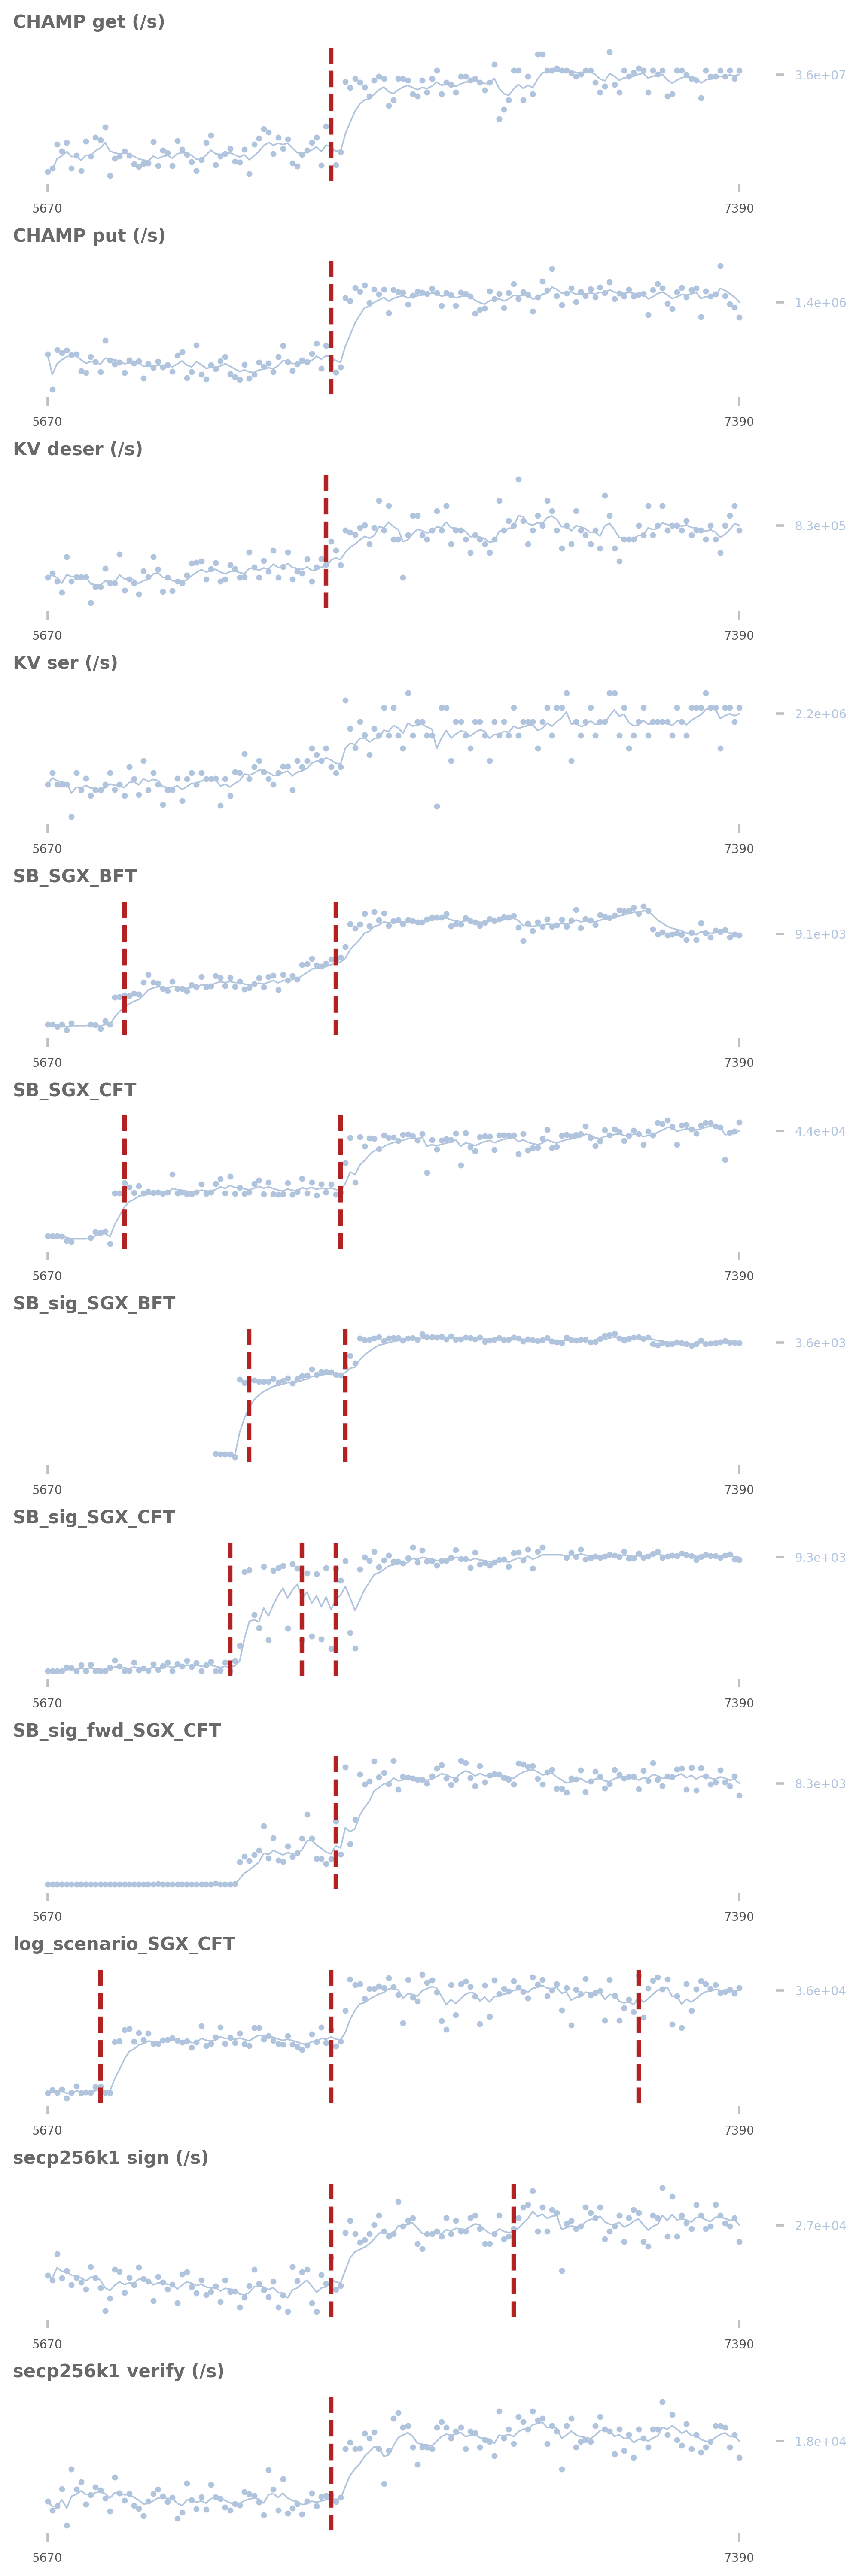 CHAMP get (/s)
3.6e+07
5670 7390
CHAMP put (/s)
1.4e+06
5670 7390
KV deser (/s)
8.3e+05
5670 7390
KV ser (/s)
2.2e+06
5670 7390
SB_SGX_BFT
9.1e+03
5670 7390
SB_SGX_CFT
4.4e+04
5670 7390
SB_sig_SGX_BFT
3.6e+03
5670 7390
SB_sig_SGX_CFT
9.3e+03
5670 7390
SB_sig_fwd_SGX_CFT
8.3e+03
5670 7390
log_scenario_SGX_CFT
3.6e+04
5670 7390
secp256k1 sign (/s)
2.7e+04
5670 7390
secp256k1 verify (/s)
1.8e+04
5670 7390